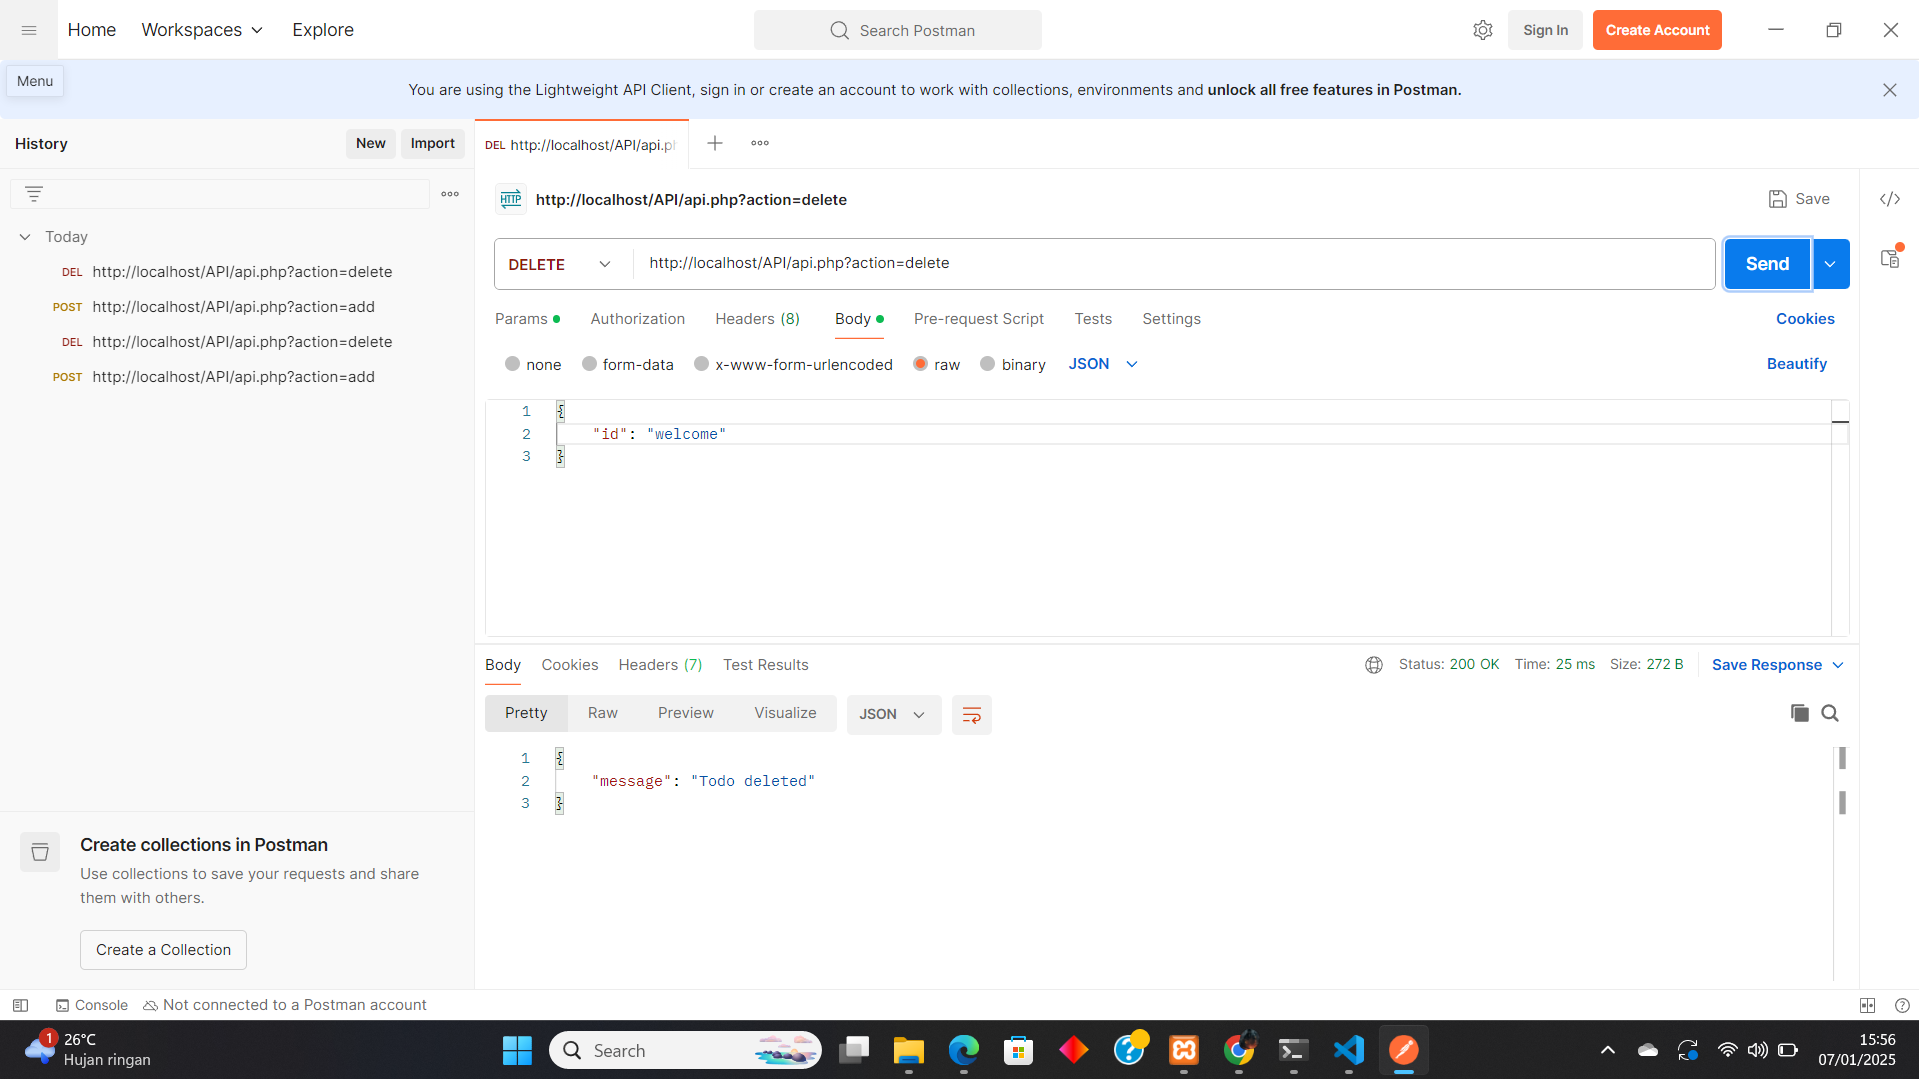 Home
Workspaces
Explore
Search Postman
Sign In
Create Account
Menu
You are using the Lightweight API Client, sign in or create an account to work with collections, environments and unlock all free features in Postman.
History
New
Import
DEL http://localhost/API/api.ph
HTTP
http://localhost/API/api.php?action=delete
Save
Today
DEL http://localhost/API/api.php?action=delete
POST http://localhost/API/api.php?action=add
DEL http://localhost/API/api.php?action=delete
POST http://localhost/API/api.php?action=add
DELETE
http://localhost/API/api.php?action=delete
Send
Params
Authorization
Headers (8)
Body
Pre-request Script
Tests
Settings
Cookies
none
form-data
x-www-form-urlencoded
raw
binary
JSON
Beautify
1 {
2 "id": "welcome"
3 }
Body
Cookies
Headers (7)
Test Results
Status: 200 OK
Time: 25 ms
Size: 272 B
Save Response
Pretty
Raw
Preview
Visualize
JSON
1 {
2 "message": "Todo deleted"
3 }
Create collections in Postman
Use collections to save your requests and share
them with others.
Create a Collection
Console
Not connected to a Postman account
1
26°C
Hujan ringan
Search
15:56
07/01/2025